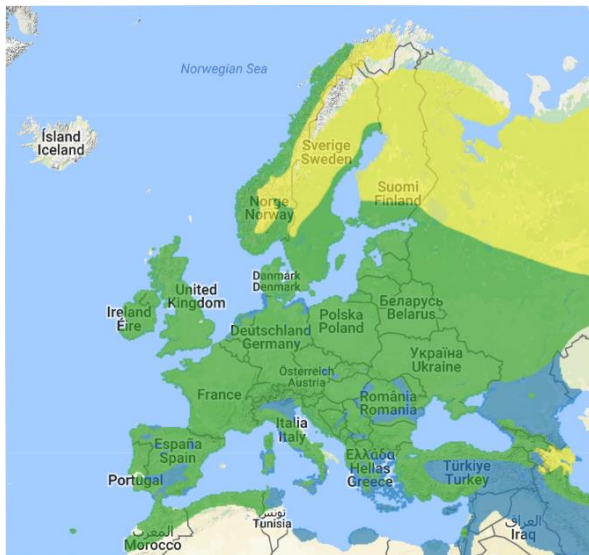 Norwegian Sea
Ísland
Iceland
Sverige
Sweden
Suomi
Finland
Norge
Norway
Danmark
Denmark
United
Kingdom
Ireland
Éire
Polska
Poland
Беларусь
Belarus
Deutschland
Germany
Україна
Ukraine
Österreich
Austria
France
România
Romania
Italia
Italy
España
Spain
Ελλάδα
Hellas
Greece
Türkiye
Turkey
Portugal
تونس
Tunisia
العراق
Iraq
المغرب
Morocco